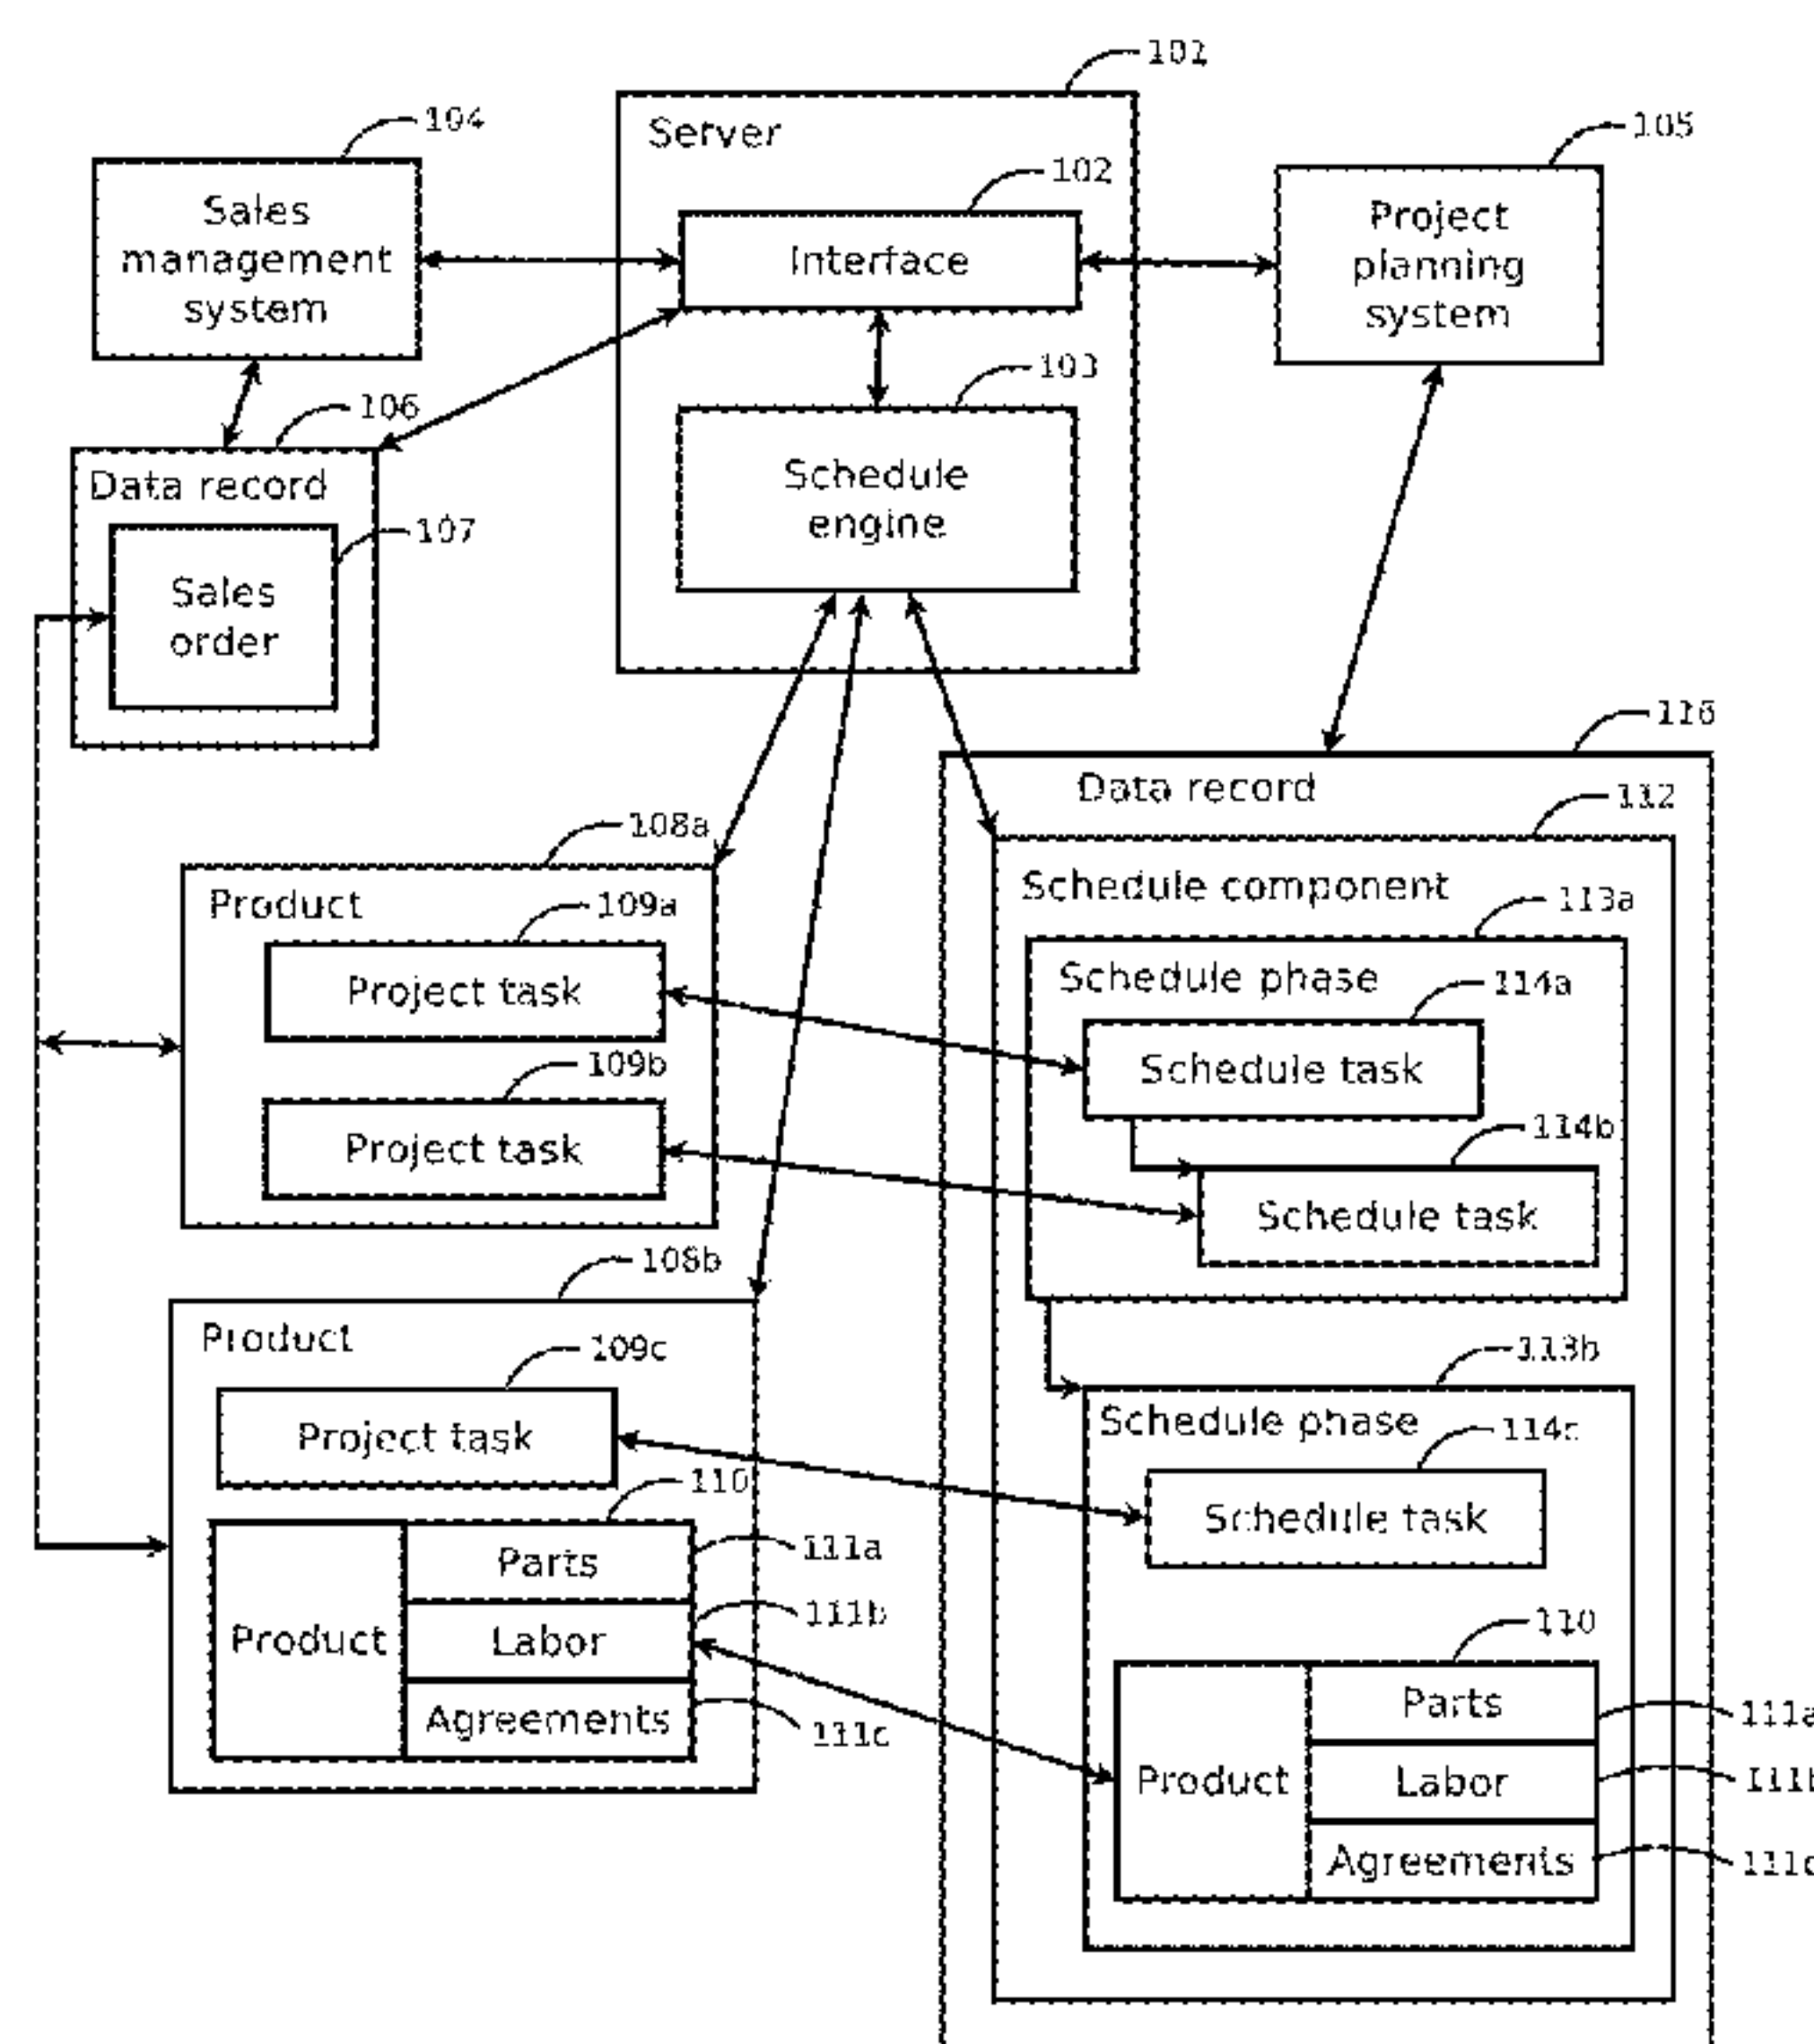 101
104
Server
105
102
Sales
management
system
Interface
Project
planning
system
103
106
Data record
Schedule
engine
107
Sales
order
116
Data record
112
108a
Product
109a
Project task
Schedule component
113a
Schedule phase
114a
Schedule task
109b
Project task
114b
Schedule task
108b
Product
109c
Project task
113b
Schedule phase
114c
Schedule task
110
Product
Parts
111a
Labor
111b
Agreements
111c
110
Product
Parts
111a
Labor
Agreements